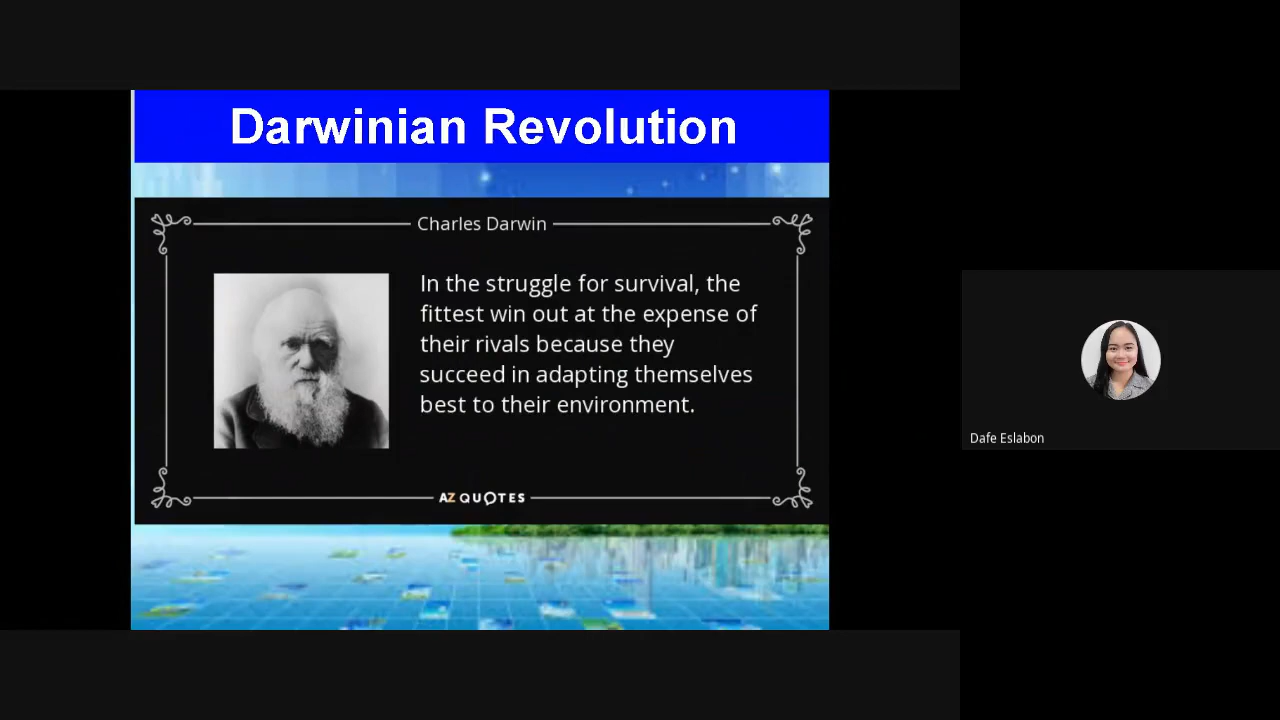 Darwinian Revolution
Charles Darwin
In the struggle for survival, the
fittest win out at the expense of
their rivals because they
succeed in adapting themselves
best to their environment.
AZ QUOTES
Dafe Eslabon